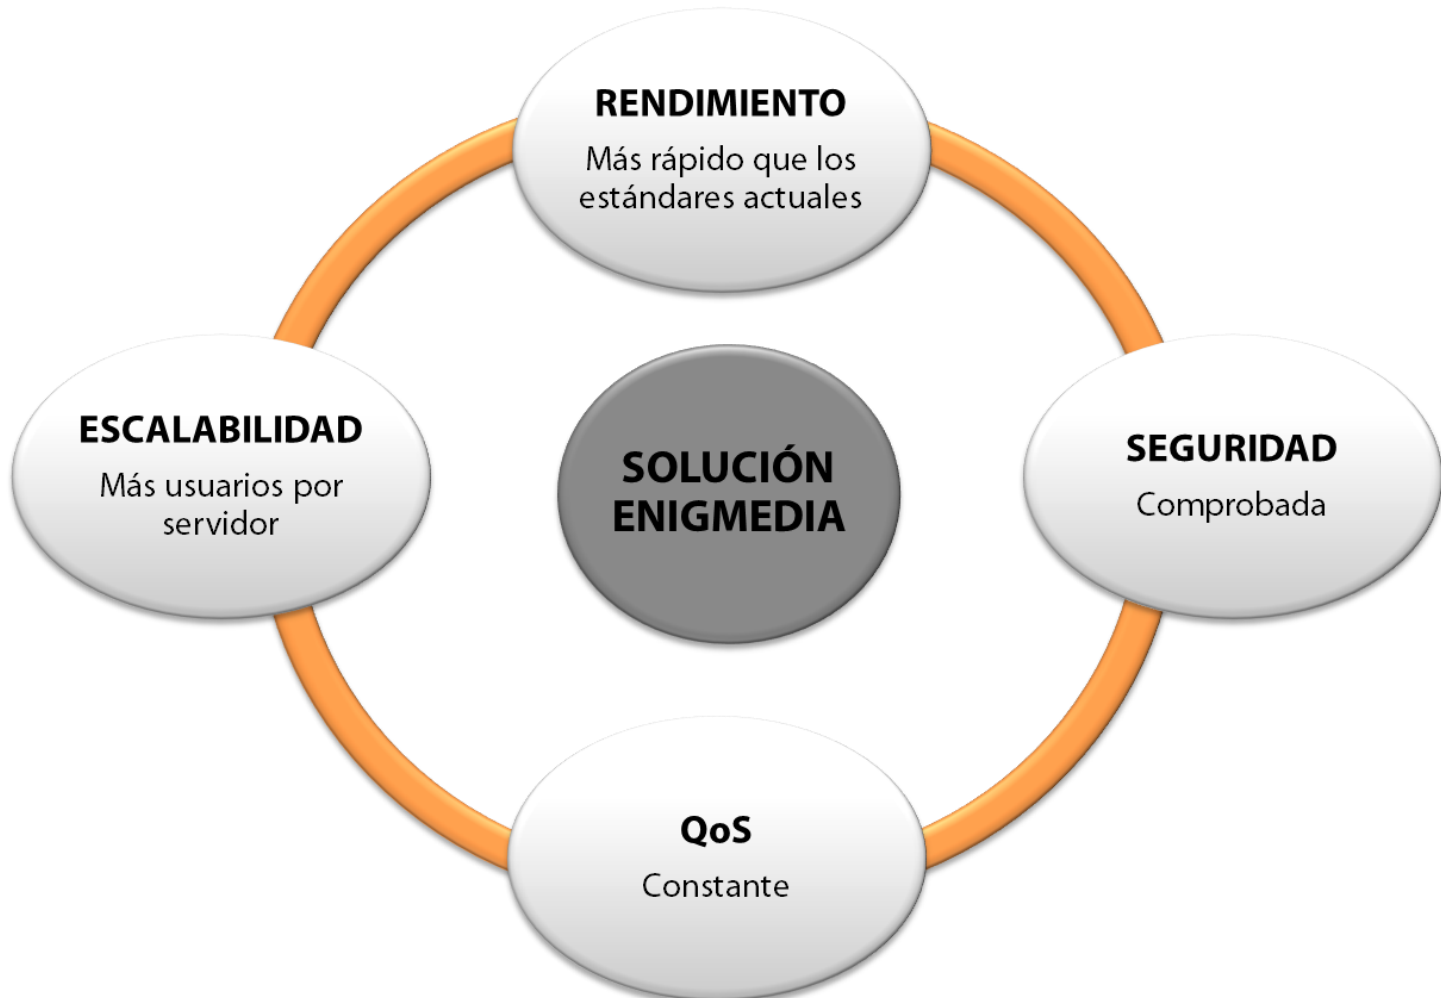 RENDIMIENTO
Más rápido que los
estándares actuales
ESCALABILIDAD
Más usuarios por
servidor
SOLUCIÓN
ENIGMEDIA
SEGURIDAD
Comprobada
QoS
Constante